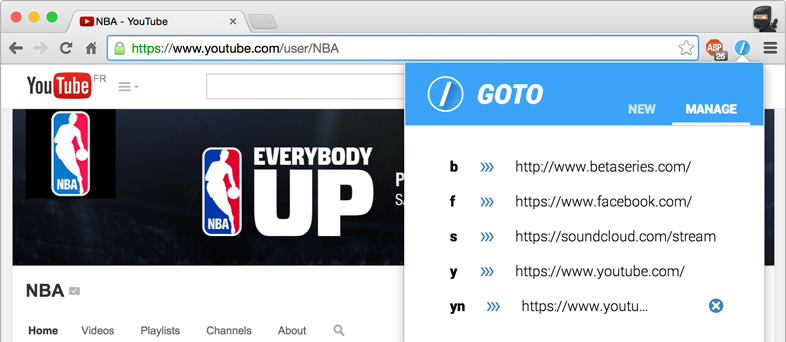 NBA - YouTube
https://www.youtube.com/user/NBA
ABP
26
YouTube FR
GOTO
NEW
MANAGE
NBA
NBA
EVERYBODY
UP
b »› http://www.betaseries.com/
f »› https://www.facebook.com/
s »› https://soundcloud.com/stream
y »› https://www.youtube.com/
yn »› https://www.youtu...
NBA
Home
Videos
Playlists
Channels
About